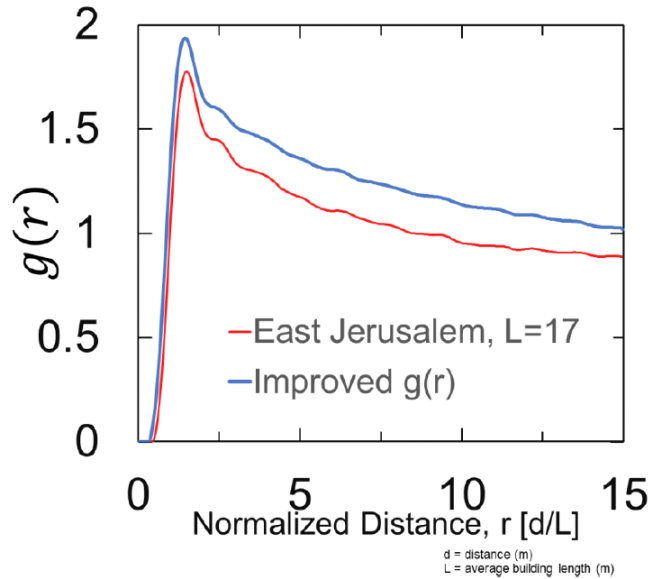 2
1.5
1
0.5
0
g(r)
East Jerusalem, L=17
Improved g(r)
0 5 10 15
Normalized Distance, r [d/L]
d = distance (m)
L = average building length (m)